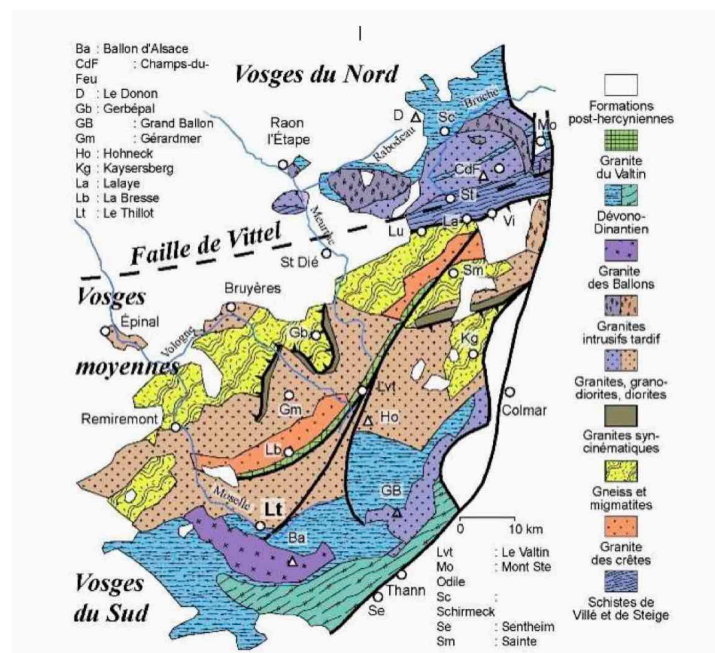 Ba : Ballon d'Alsace
CdF : Champs-du-
Feu
D : Le Donon
Gb : Gerbépal
GB : Grand Ballon
Gm : Gérardmer
Ho : Hohneck
Kg : Kaysersberg
La : Lalaye
Lb : La Bresse
Lt : Le Thillot
Vosges du Nord
Raon
l'Étape
D
Sc
Bruche
Mo
Rabodeau
CdF
St
Meurthe
Lu
La
Vi
Faille de Vittel
St Dié
Sm
Vosges
moyennes
Bruyères
Épinal
Vologne
Gb
Kg
Lvt
Colmar
Gm
Ho
Remiremont
Lb
Moselle
Lt
GB
Ba
0 10 km
Vosges
du Sud
Thann
Se
Lvt : Le Valtin
Mo : Mont Ste
Odile
Sc :
Schirmeck
Se : Sentheim
Sm : Sainte
Formations
post-hercyniennes
Granite
du Valtin
Dévono-
Dinantien
Granite
des Ballons
Granites
intrusifs tardif
Granites, grano-
diorites, diorites
Granites syn-
cinématiques
Gneiss et
migmatites
Granite
des crêtes
Schistes de
Villé et de Steige